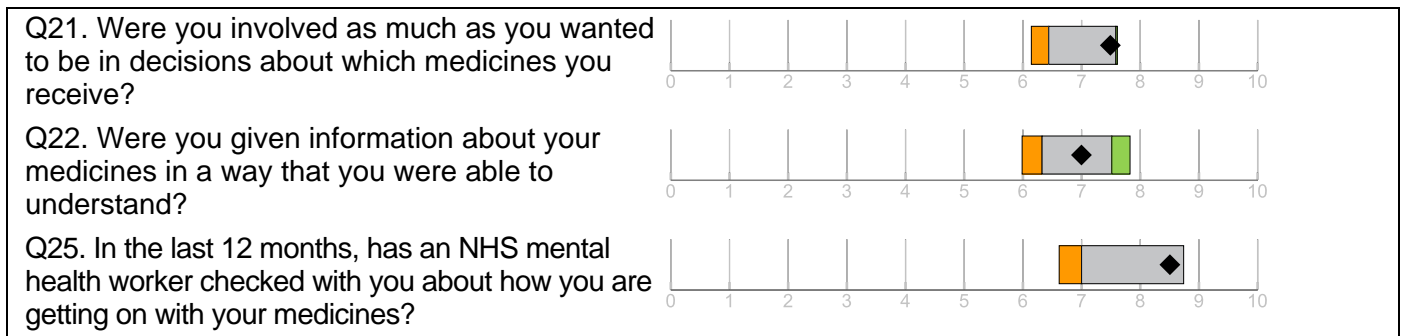 Q21. Were you involved as much as you wanted
to be in decisions about which medicines you
receive?
0 1 2 3 4 5 6 7 8 9 10
Q22. Were you given information about your
medicines in a way that you were able to
understand?
0 1 2 3 4 5 6 7 8 9 10
Q25. In the last 12 months, has an NHS mental
health worker checked with you about how you are
getting on with your medicines?
0 1 2 3 4 5 6 7 8 9 10